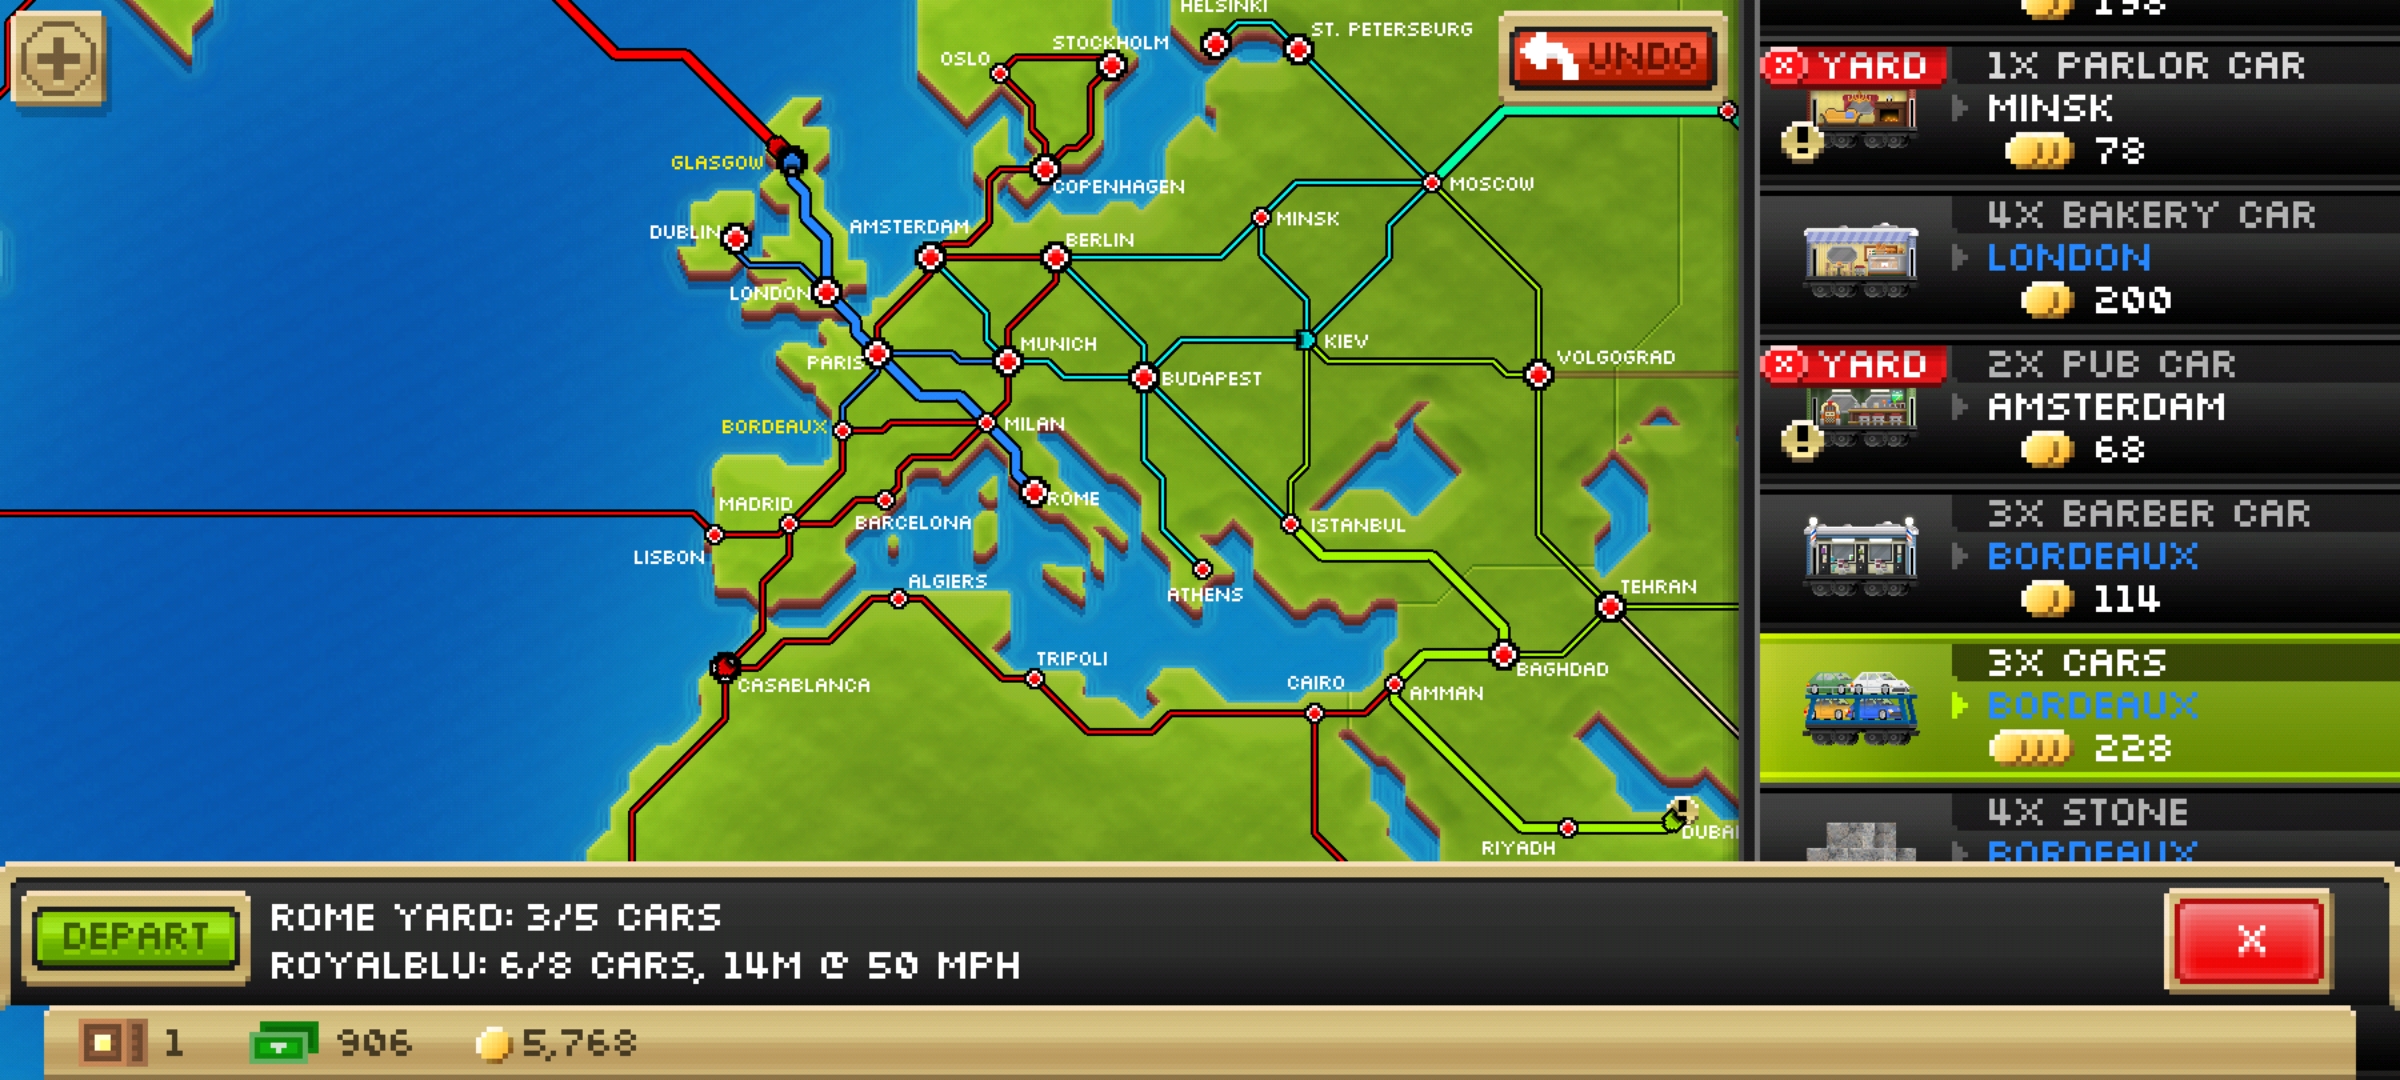 HELSINKI
ST. PETERSBURG
STOCKHOLM
OSLO
UNDO
GLASGOW
COPENHAGEN
MOSCOW
DUBLIN
AMSTERDAM
MINSK
BERLIN
LONDON
PARIS
MUNICH
KIEV
VOLGOGRAD
BUDAPEST
BORDEAUX
MILAN
MADRID
ROME
BARCELONA
ISTANBUL
LISBON
ALGIERS
ATHENS
TEHRAN
TRIPOLI
CASABLANCA
CAIRO
BAGHDAD
AMMAN
RIYADH
DUBAI
198
YARD
1X PARLOR CAR
MINSK
78
4X BAKERY CAR
LONDON
200
YARD
2X PUB CAR
AMSTERDAM
68
3X BARBER CAR
BORDEAUX
114
3X CARS
BORDEAUX
228
4X STONE
BORDEAUX
DEPART
ROME YARD: 3/5 CARS
ROYALBLU: 6/8 CARS, 14M @ 50 MPH
X
1
906
5,768